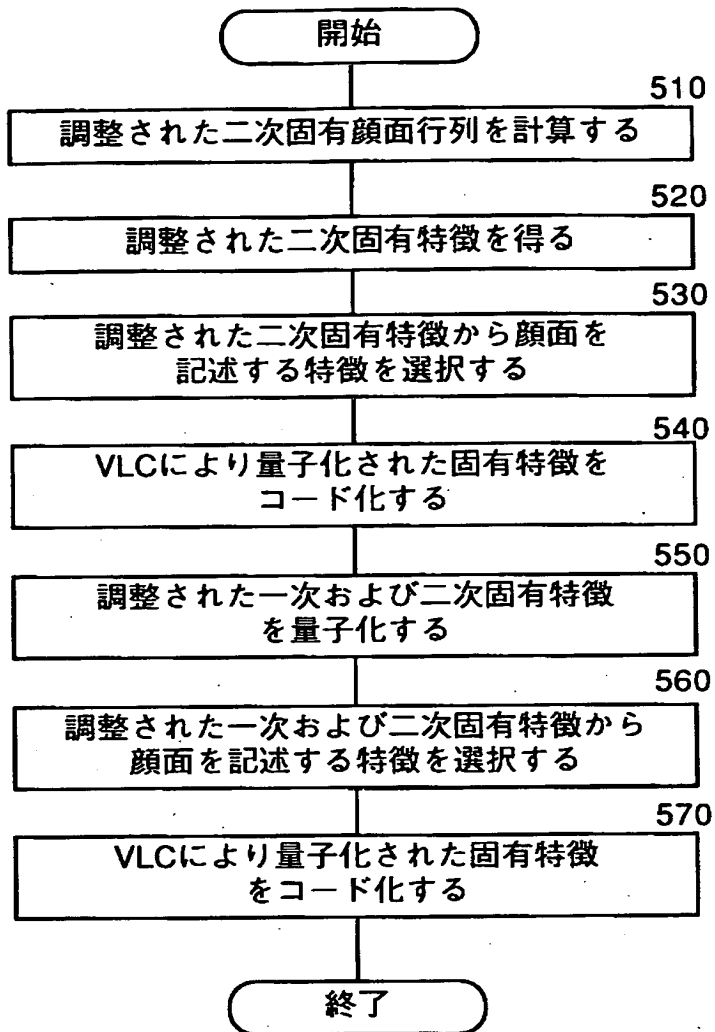 開始
510
調整された二次固有顔面行列を計算する
520
調整された二次固有特徴を得る
530
調整された二次固有特徴から顔面を
記述する特徴を選択する
540
VLCにより量子化された固有特徴を
コード化する
550
調整された一次および二次固有特徴
を量子化する
560
調整された一次および二次固有特徴から
顔面を記述する特徴を選択する
570
VLCにより量子化された固有特徴
をコード化する
終了